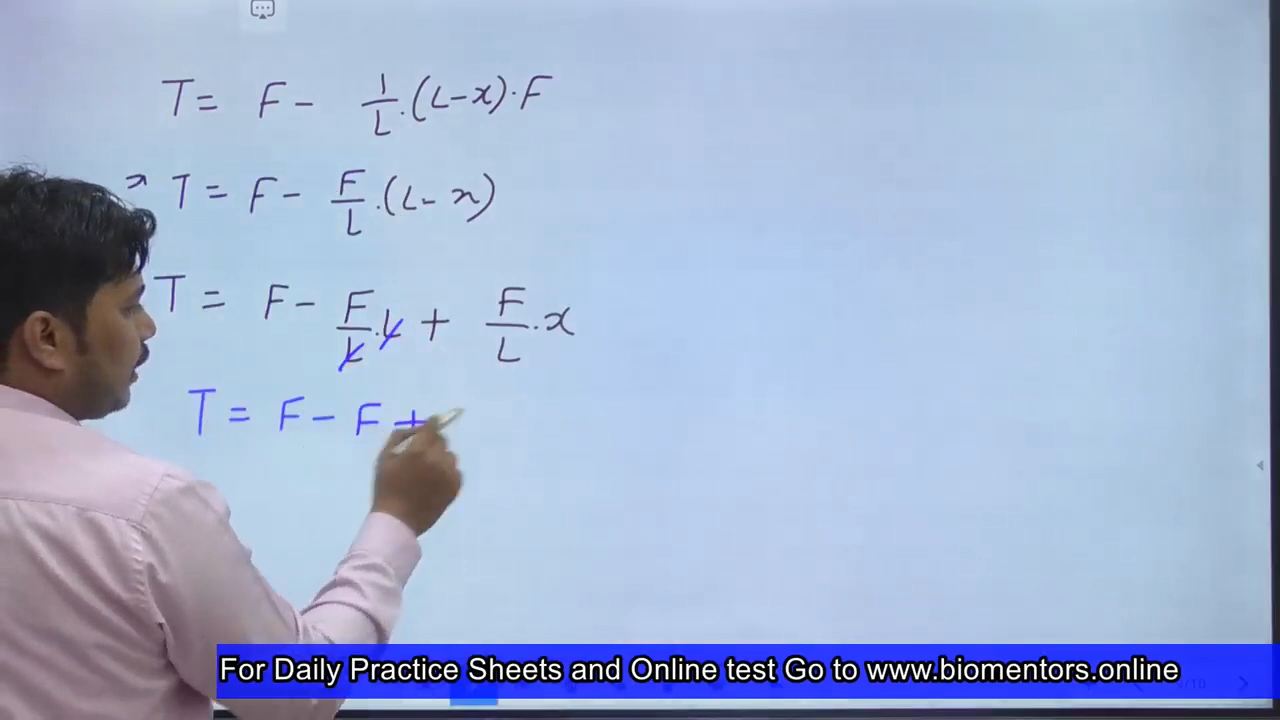 T = F - 1/L . (L-x) . F
T = F - F/L . (L-x)
T = F - F/L . L + F/L . x
T = F - F +
For Daily Practice Sheets and Online test Go to www.biomentors.online